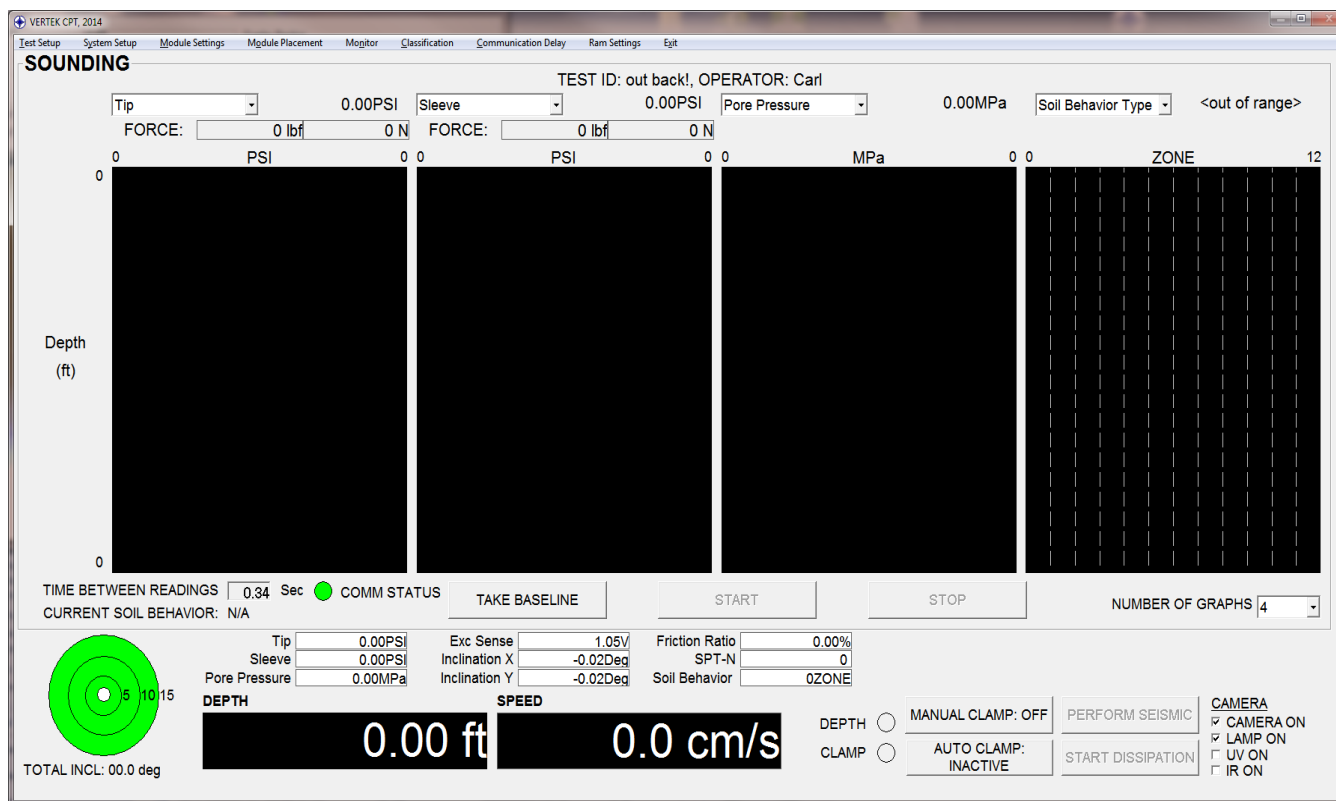 VERTEK CPT, 2014
Test Setup System Setup Module Settings Module Placement Monitor Classification Communication Delay Ram Settings Exit
SOUNDING
TEST ID: out back!, OPERATOR: Carl
Tip 0.00PSI Sleeve 0.00PSI Pore Pressure 0.00MPa Soil Behavior Type <out of range>
FORCE: 0 lbf 0 N FORCE: 0 lbf 0 N
0 PSI 0 0 PSI 0 0 MPa 0 0 ZONE 12
0
Depth
(ft)
0
TIME BETWEEN READINGS 0.34 Sec COMM STATUS TAKE BASELINE START STOP NUMBER OF GRAPHS 4
CURRENT SOIL BEHAVIOR: N/A
Tip 0.00PSI Exc Sense 1.05V Friction Ratio 0.00%
Sleeve 0.00PSI Inclination X -0.02Deg SPT-N 0
Pore Pressure 0.00MPa Inclination Y -0.02Deg Soil Behavior 0ZONE
5 10 15
DEPTH SPEED
0.00 ft 0.0 cm/s
DEPTH MANUAL CLAMP: OFF PERFORM SEISMIC
CLAMP AUTO CLAMP: INACTIVE START DISSIPATION
CAMERA
CAMERA ON
LAMP ON
UV ON
IR ON
TOTAL INCL: 00.0 deg